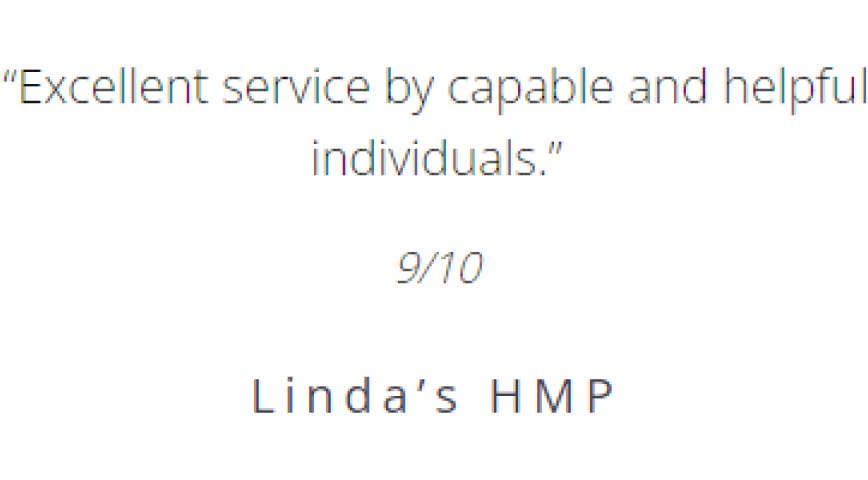 “Excellent service by capable and helpful
individuals.”
9/10
Linda’s HMP